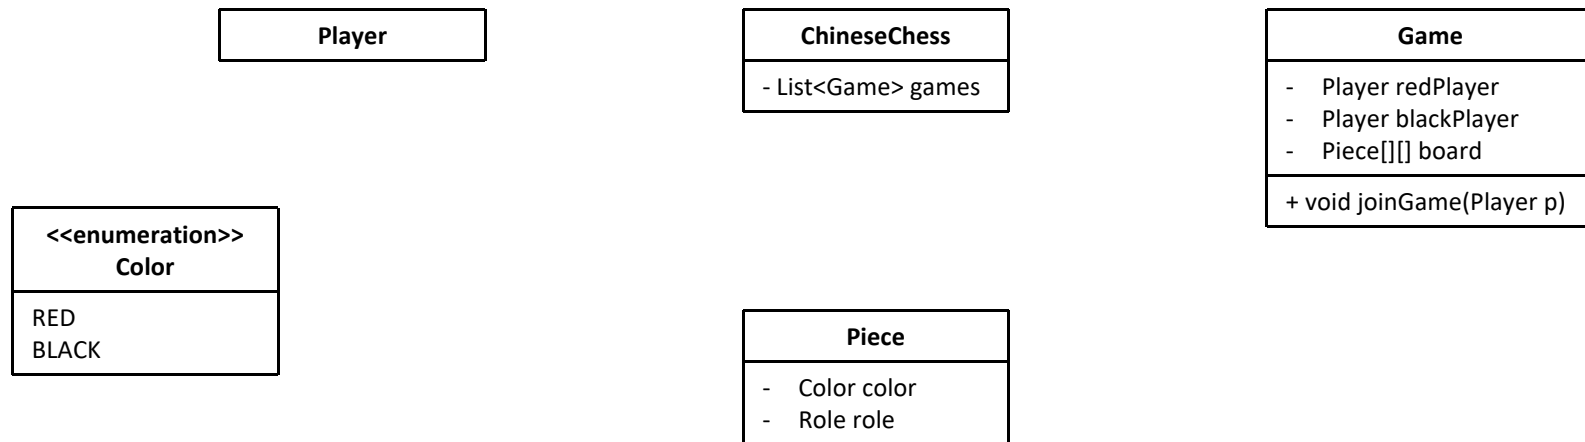 Player
ChineseChess
- List<Game> games
Game
- Player redPlayer
- Player blackPlayer
- Piece[][] board
+ void joinGame(Player p)
<<enumeration>>
Color
RED
BLACK
Piece
- Color color
- Role role